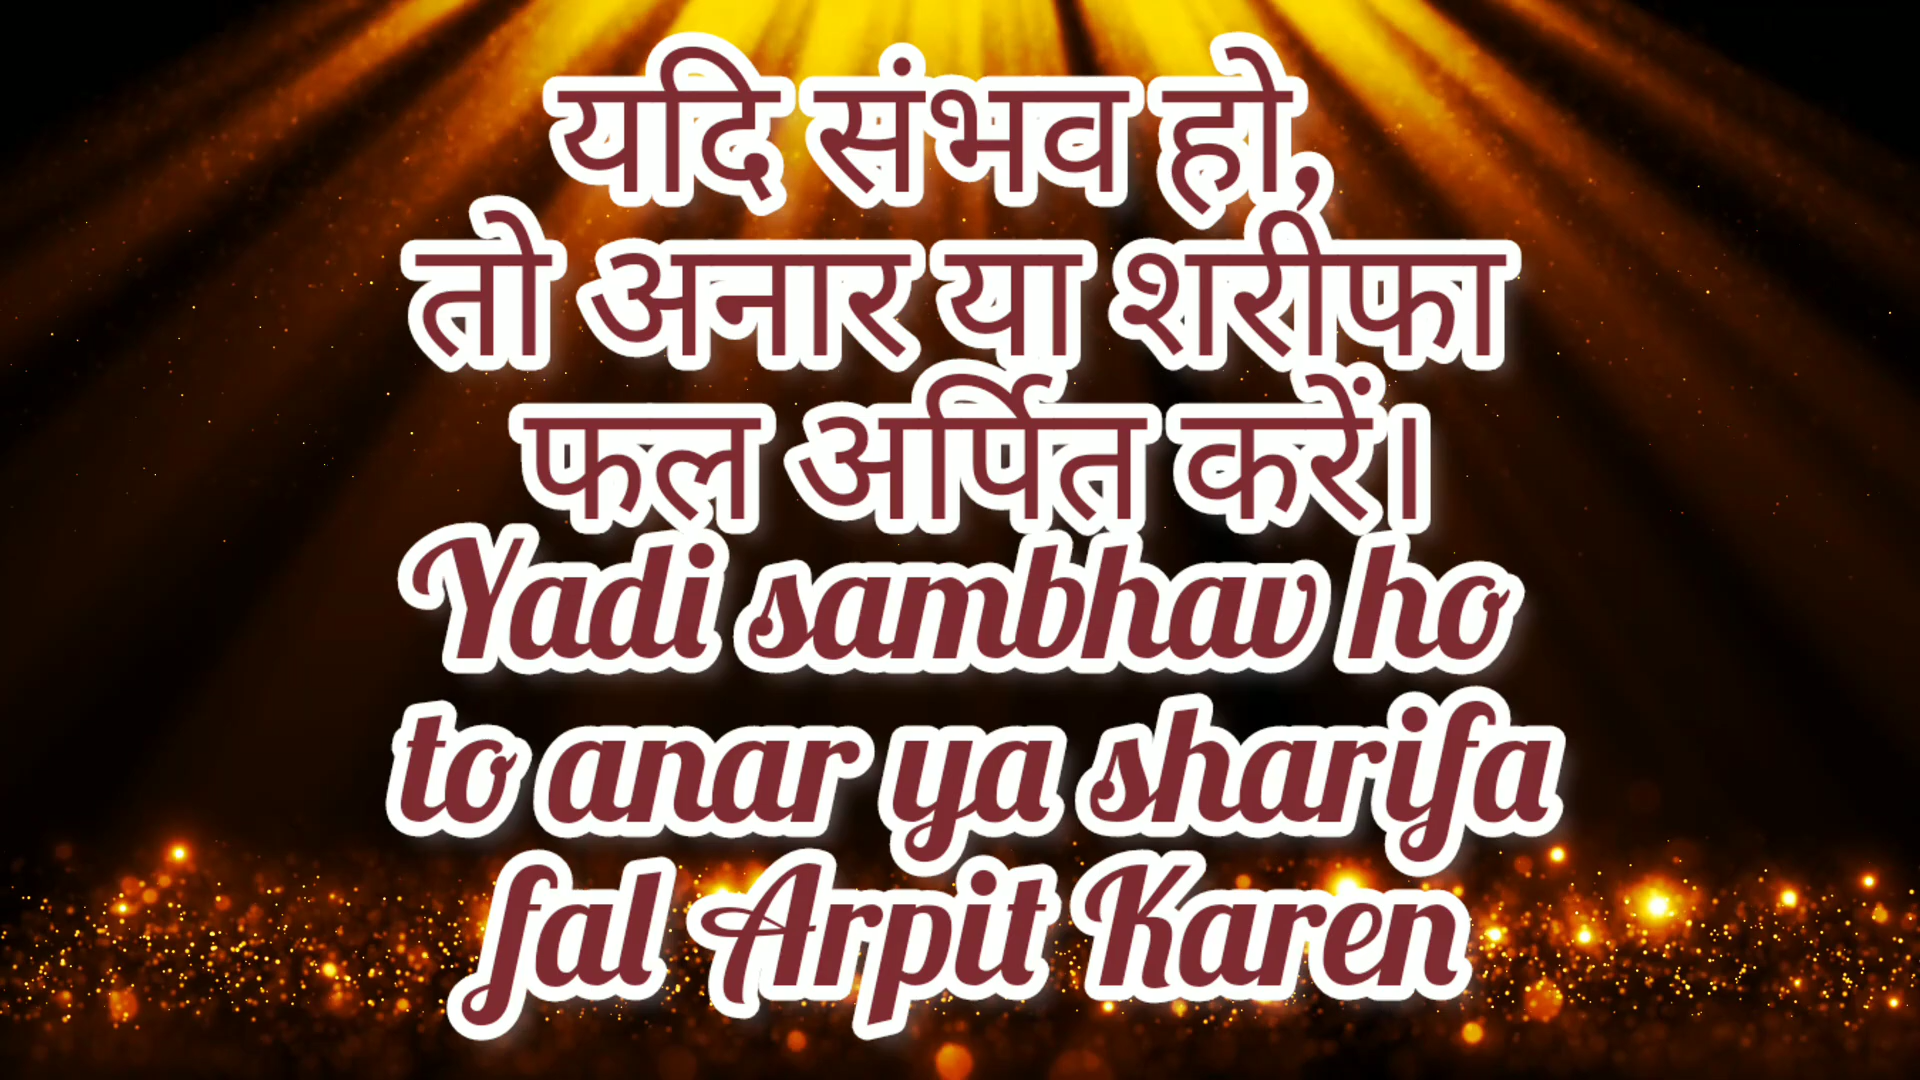 यदि संभव हो,
तो अनार या शरीफा
फल अर्पित करें।
Yadi sambhav ho
to anar ya sharifa
fal Arpit Karen